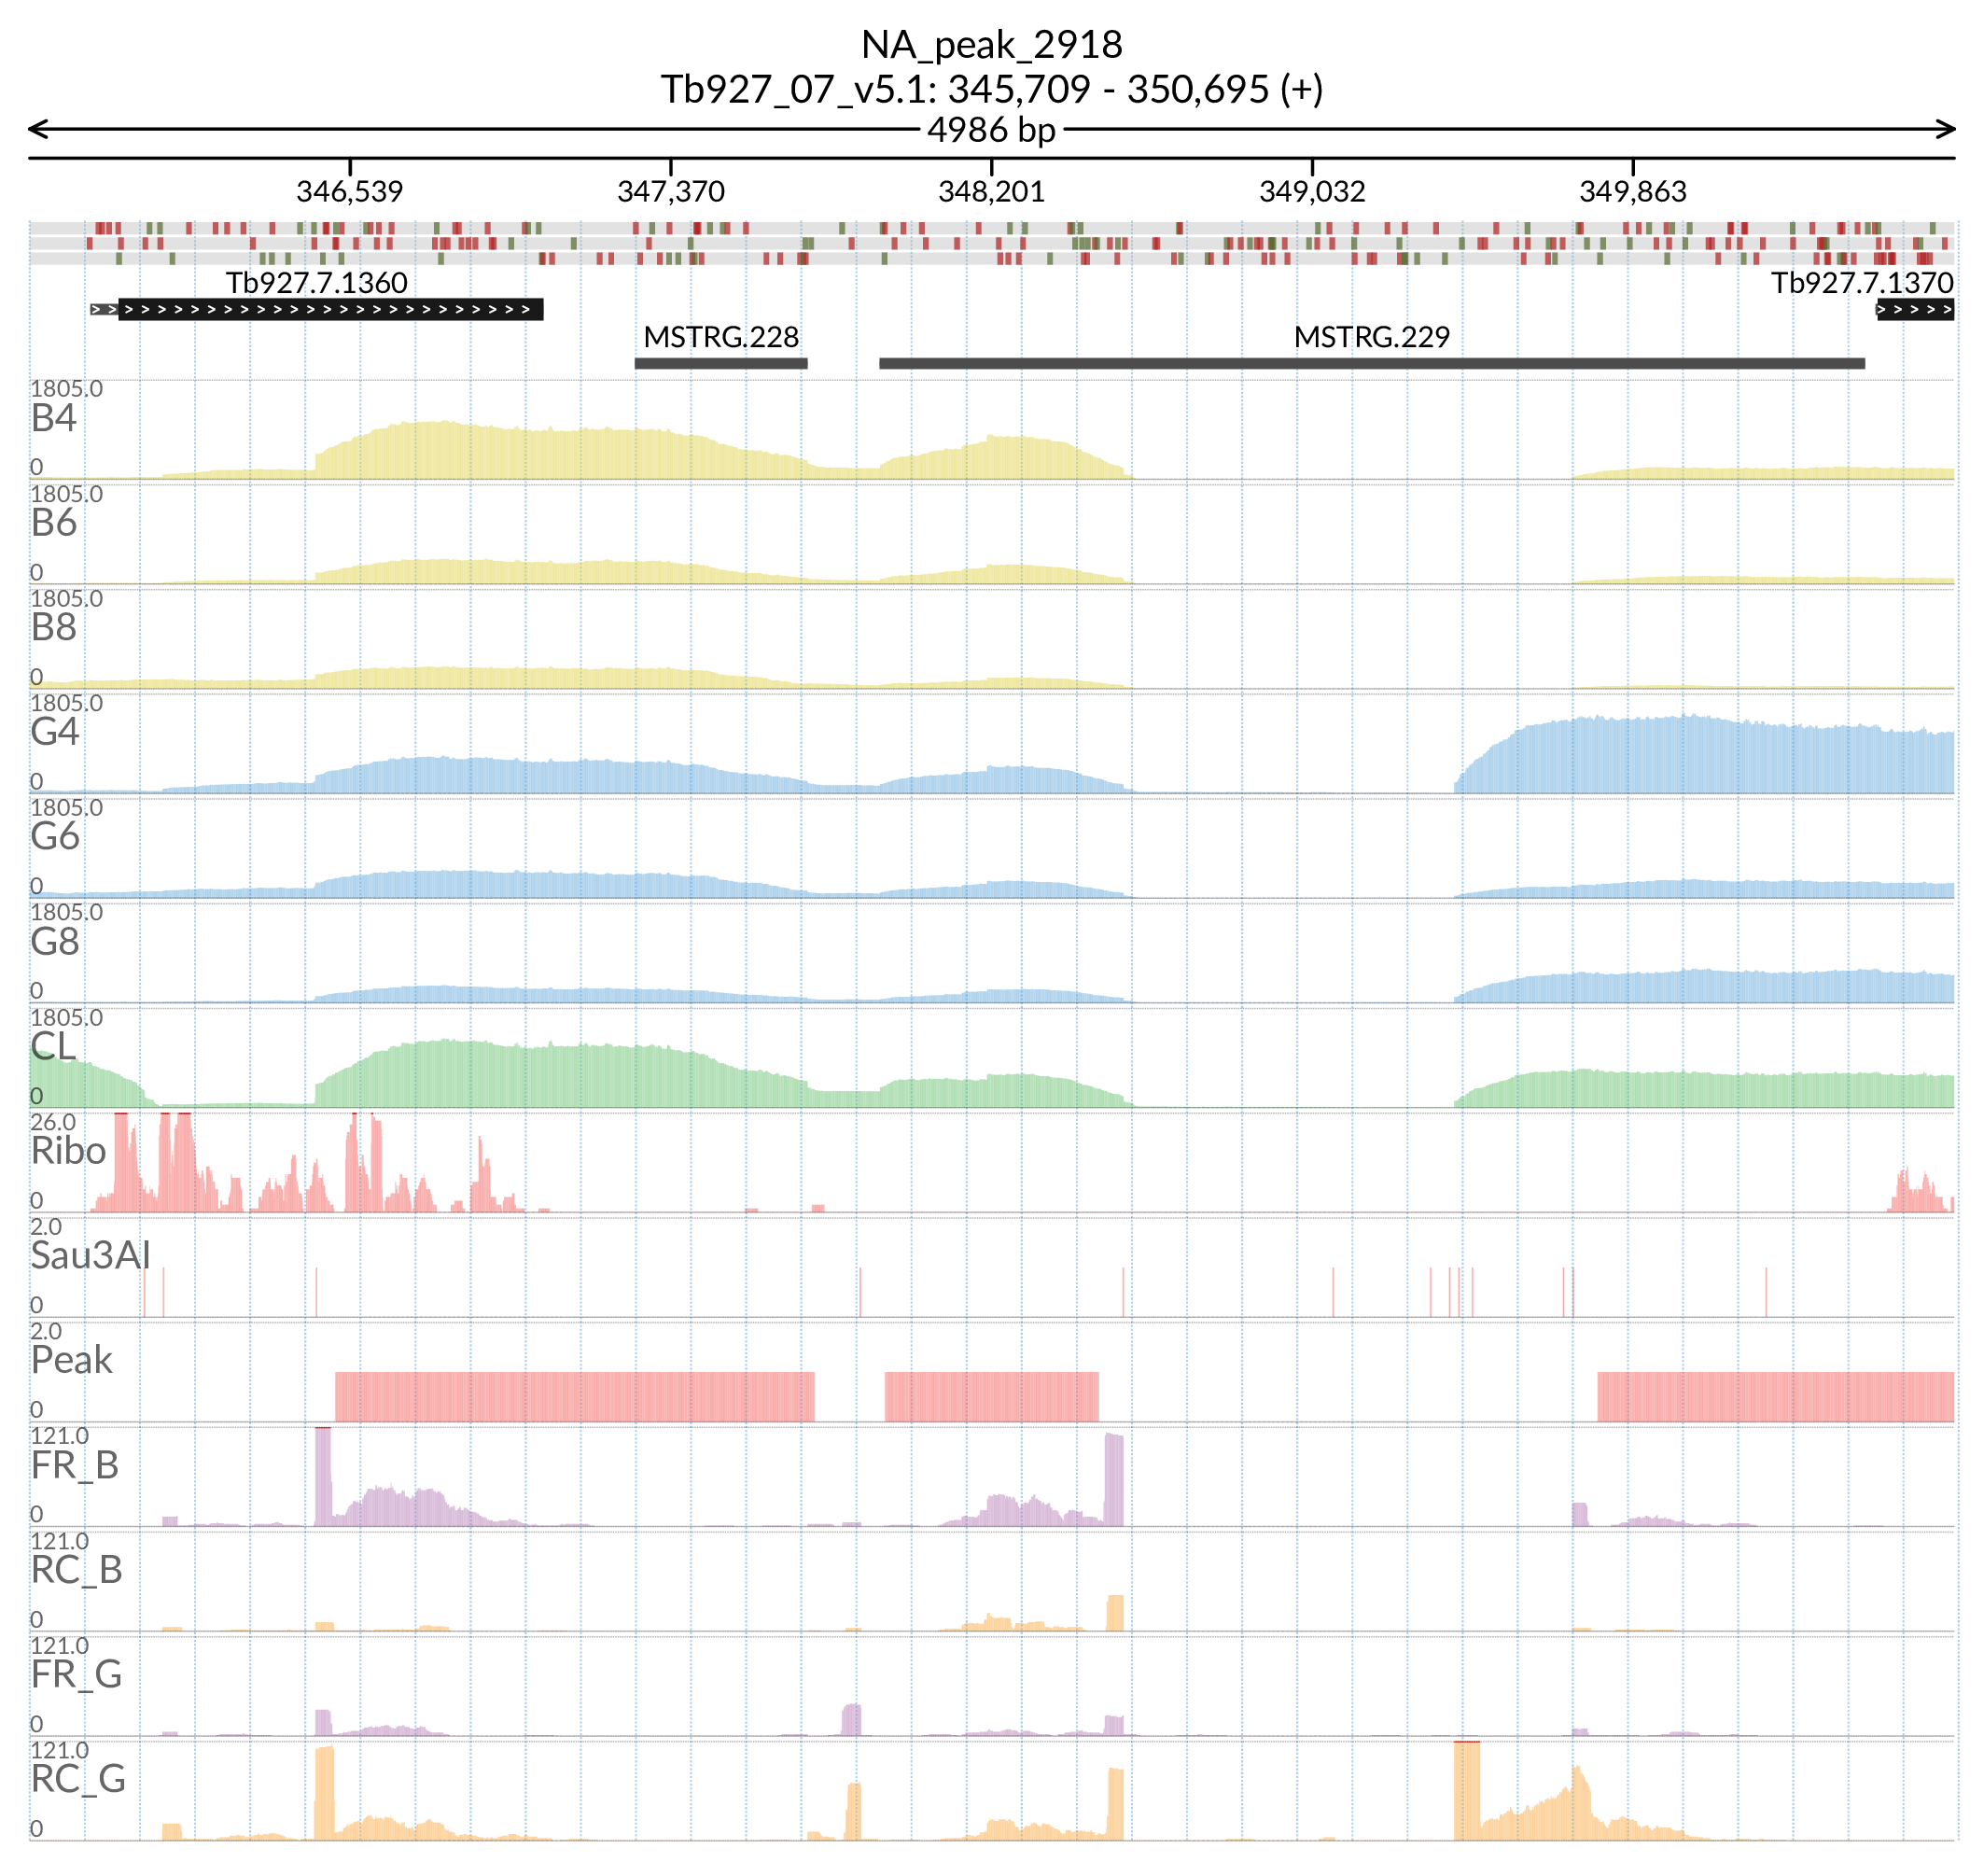 NA_peak_2918
Tb927_07_v5.1: 345,709 - 350,695 (+)
4986 bp
346,539 347,370 348,201 349,032 349,863
Tb927.7.1360 Tb927.7.1370
MSTRG.228 MSTRG.229
1805.0
B4
0
1805.0
B6
0
1805.0
B8
0
1805.0
G4
0
1805.0
G6
0
1805.0
G8
0
1805.0
CL
0
26.0
Ribo
0
2.0
Sau3AI
0
2.0
Peak
0
121.0
FR_B
0
121.0
RC_B
0
121.0
FR_G
0
121.0
RC_G
0